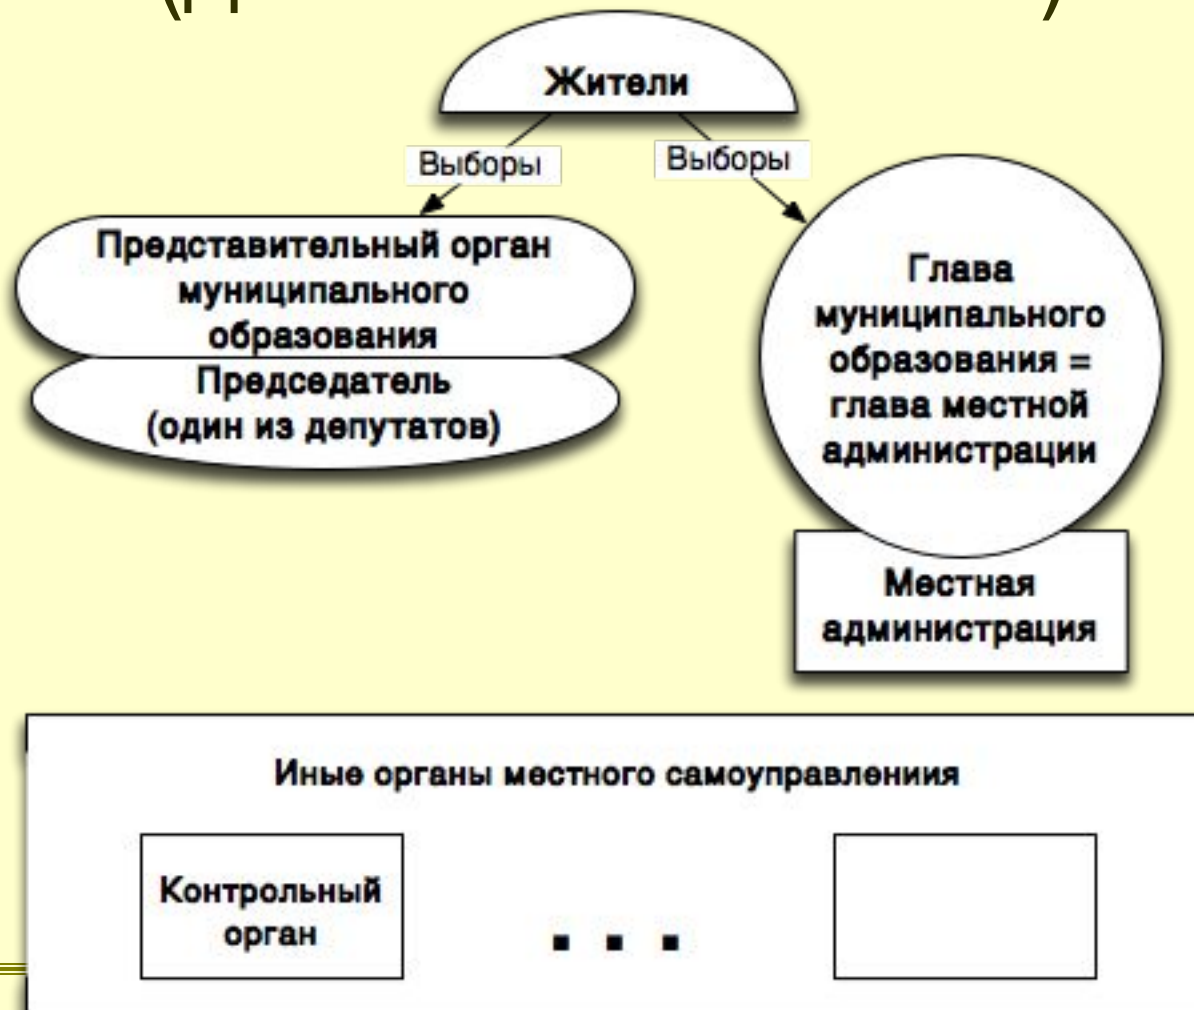 Жители
Выборы
Выборы
Представительный орган
муниципального
образования
Председатель
(один из депутатов)
Глава
муниципального
образования =
глава местной
администрации
Местная
администрация
Иные органы местного самоуправлениия
Контрольный
орган
. . .